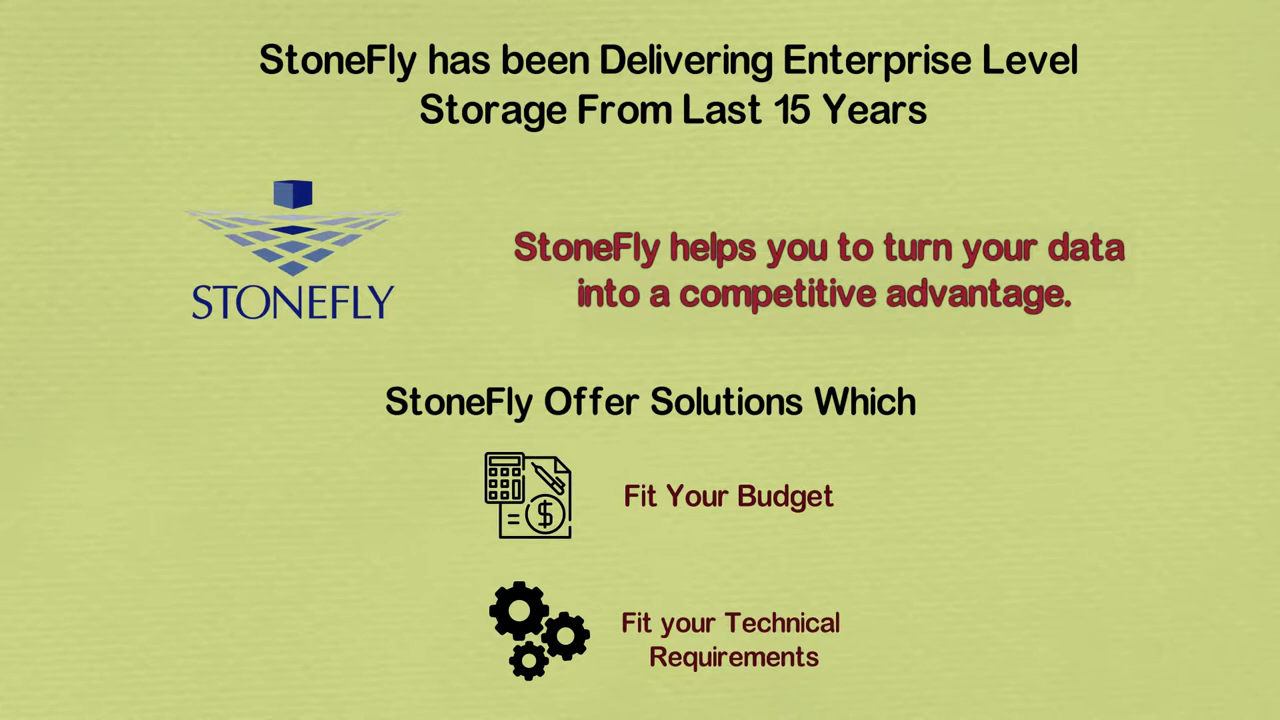 StoneFly has been Delivering Enterprise Level
Storage From Last 15 Years
STONEFLY
StoneFly helps you to turn your data
into a competitive advantage.
StoneFly Offer Solutions Which
$
Fit Your Budget
Fit your Technical
Requirements